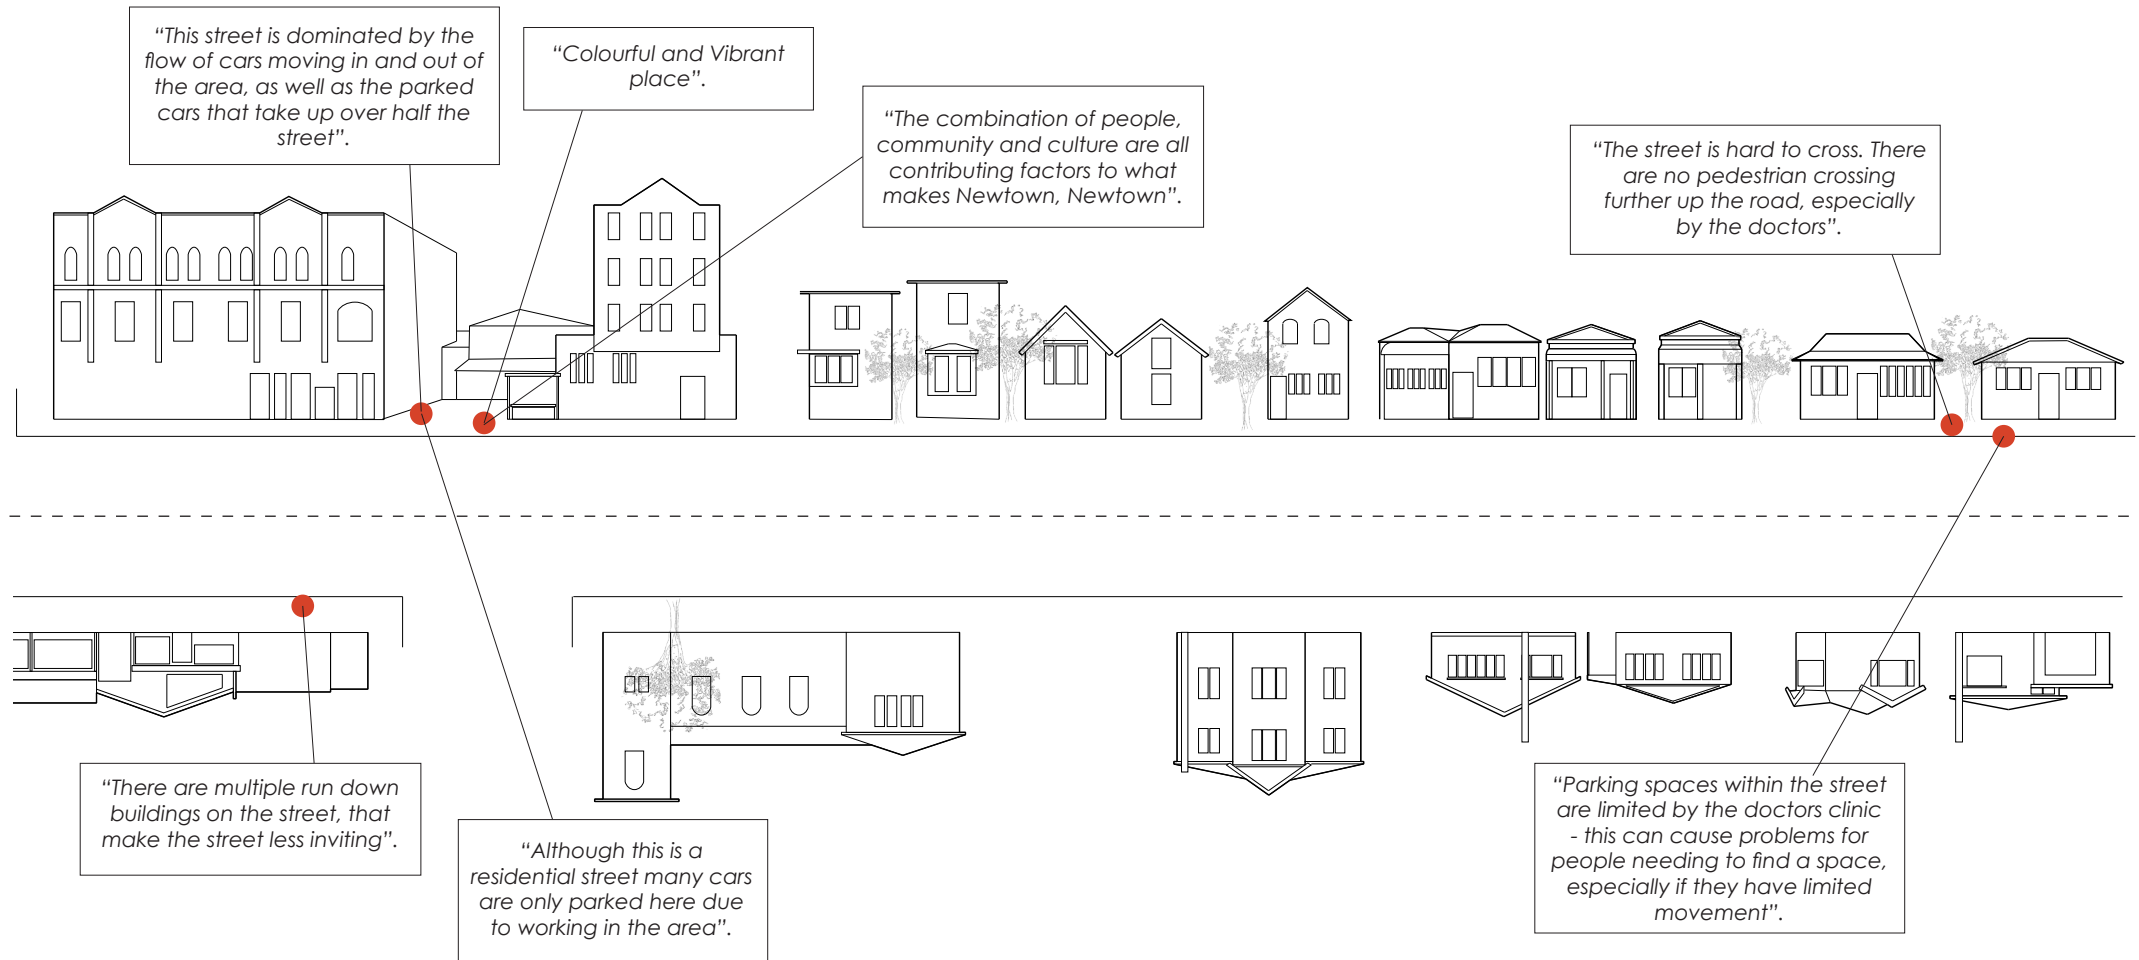 “This street is dominated by the
flow of cars moving in and out of
the area, as well as the parked
cars that take up over half the
street”.
“Colourful and Vibrant
place”.
“The combination of people,
community and culture are all
contributing factors to what
makes Newtown, Newtown”.
“The street is hard to cross. There
are no pedestrian crossing
further up the road, especially
by the doctors”.
“There are multiple run down
buildings on the street, that
make the street less inviting”.
“Although this is a
residential street many cars
are only parked here due
to working in the area”.
“Parking spaces within the street
are limited by the doctors clinic
- this can cause problems for
people needing to find a space,
especially if they have limited
movement”.